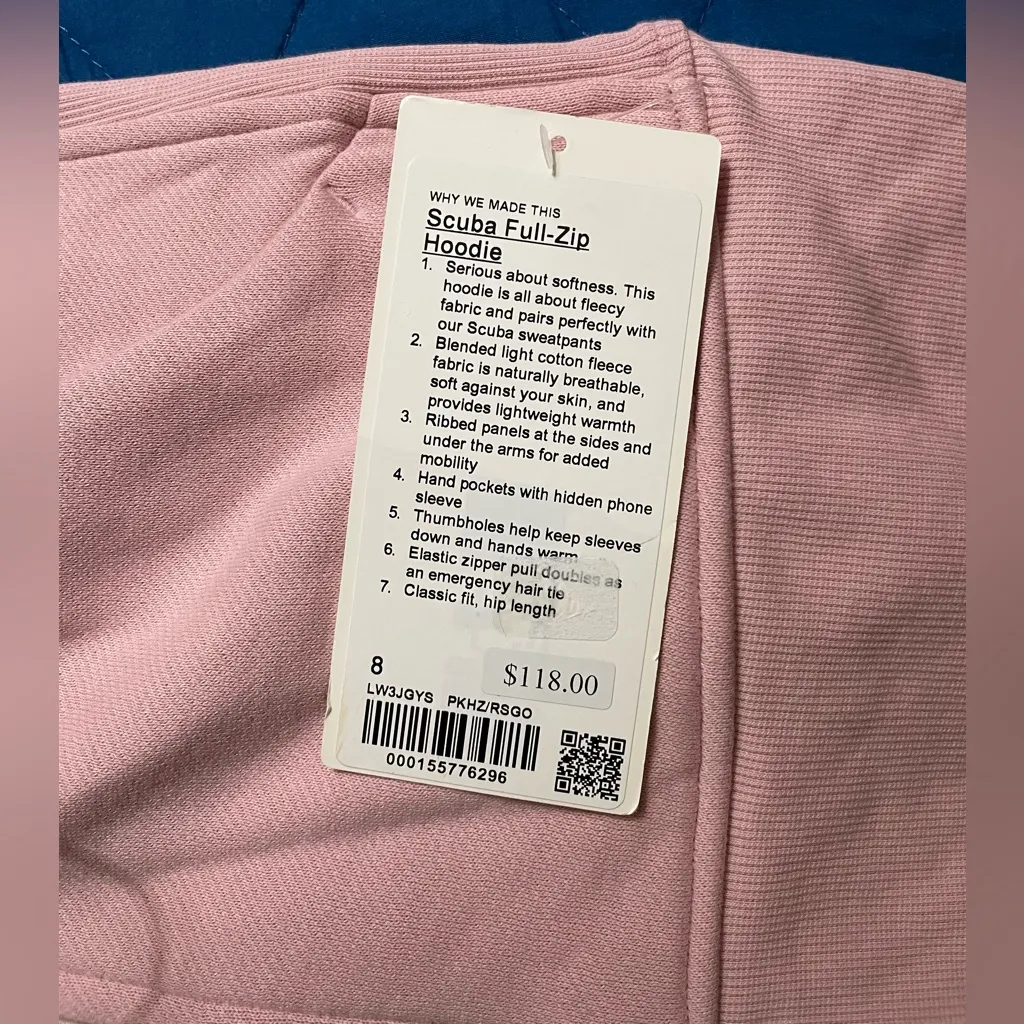 WHY WE MADE THIS
Scuba Full-Zip
Hoodie
1. Serious about softness. This
hoodie is all about fleecy
fabric and pairs perfectly with
our Scuba sweatpants
2. Blended light cotton fleece
fabric is naturally breathable,
soft against your skin, and
provides lightweight warmth
3. Ribbed panels at the sides and
under the arms for added
mobility
4. Hand pockets with hidden phone
sleeve
5. Thumbholes help keep sleeves
down and hands warm
6. Elastic zipper pull doubles as
an emergency hair tie
7. Classic fit, hip length
8
$118.00
LW3JGYS PKHZ/RSGO
000155776296